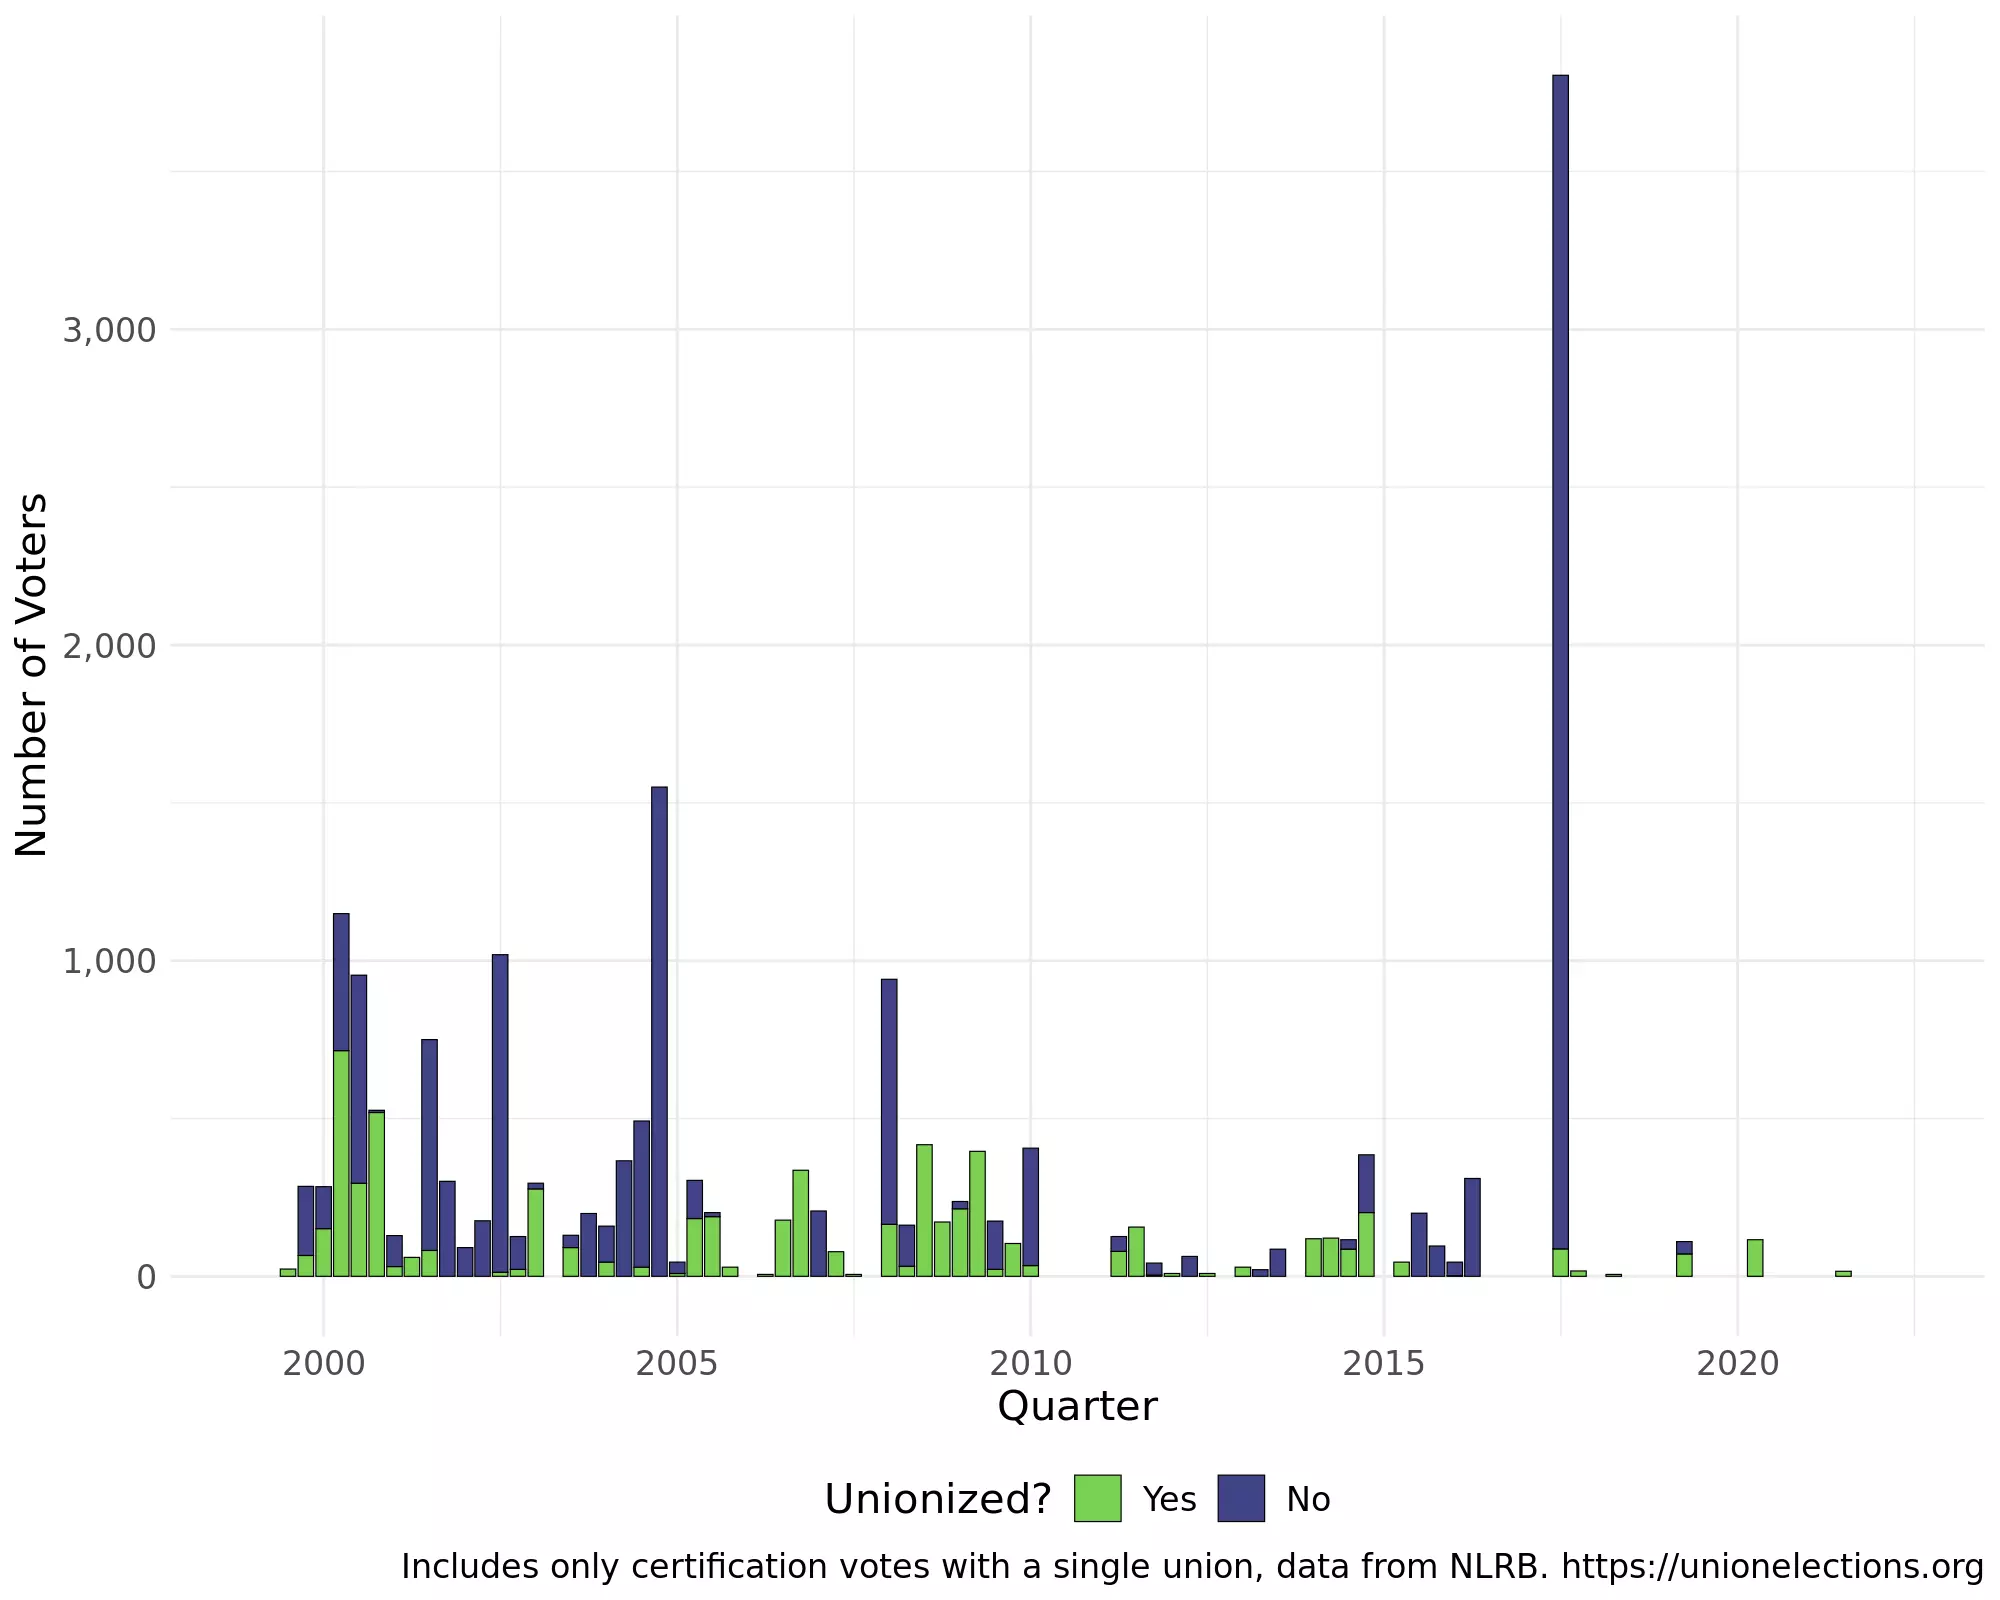 Number of Voters
3,000
2,000
1,000
0
2000 2005 2010 2015 2020
Quarter
Unionized? Yes No
Includes only certification votes with a single union, data from NLRB. https://unionelections.org